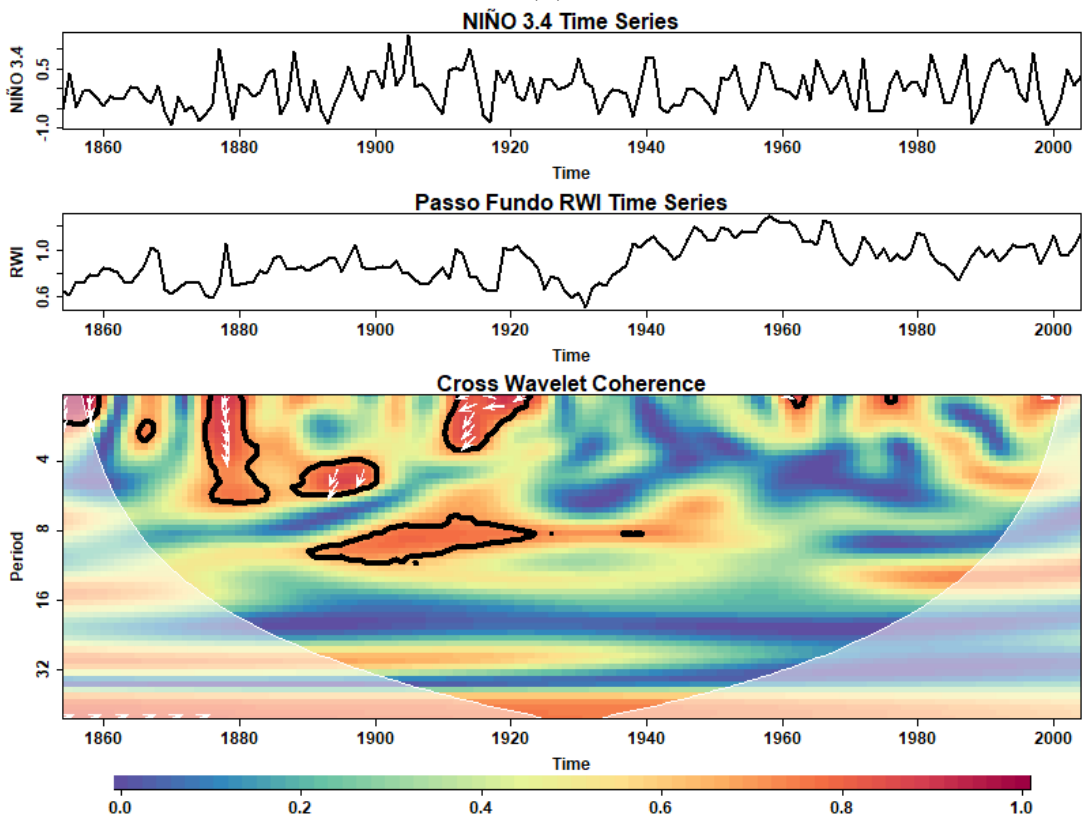 NIÑO 3.4 Time Series
NIÑO 3.4
0.5
-1.0
1860 1880 1900 1920 1940 1960 1980 2000
Time
Passo Fundo RWI Time Series
RWI
1.0
0.6
1860 1880 1900 1920 1940 1960 1980 2000
Time
Cross Wavelet Coherence
Period
4
8
16
32
1860 1880 1900 1920 1940 1960 1980 2000
Time
0.0 0.2 0.4 0.6 0.8 1.0